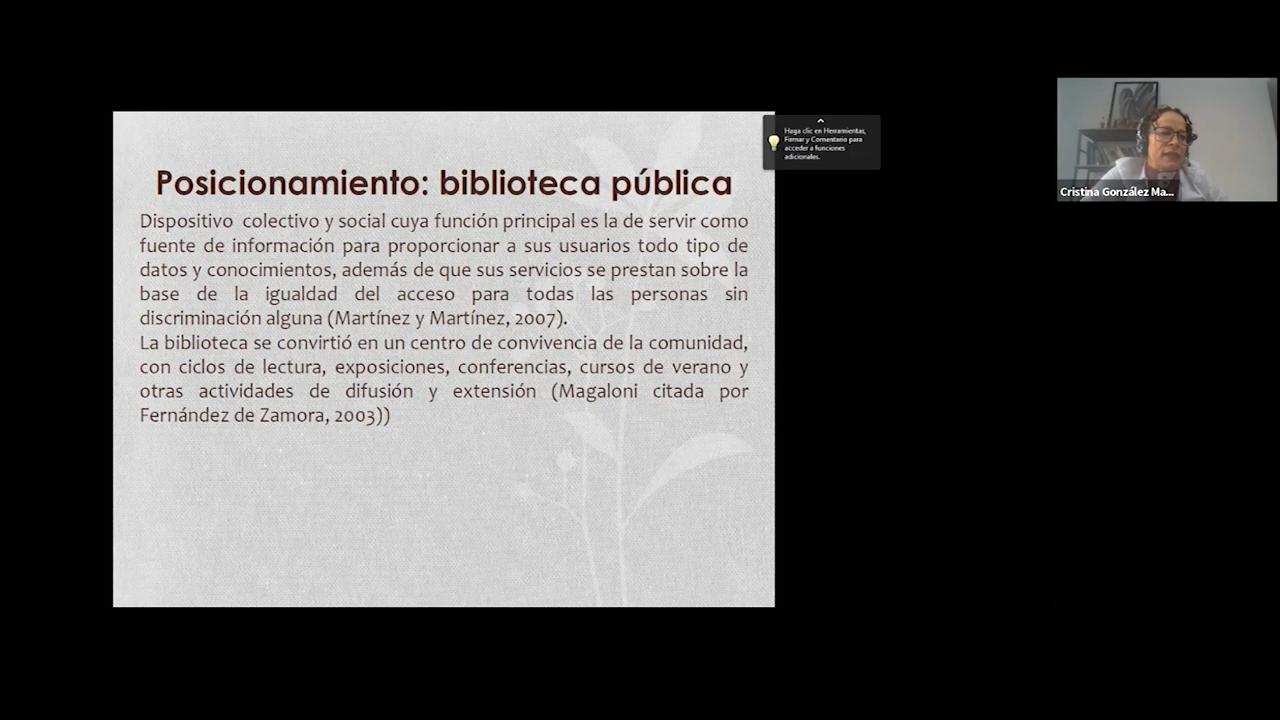 Posicionamiento: biblioteca pública
Dispositivo colectivo y social cuya función principal es la de servir como
fuente de información para proporcionar a sus usuarios todo tipo de
datos y conocimientos, además de que sus servicios se prestan sobre la
base de la igualdad del acceso para todas las personas sin
discriminación alguna (Martínez y Martínez, 2007).
La biblioteca se convirtió en un centro de convivencia de la comunidad,
con ciclos de lectura, exposiciones, conferencias, cursos de verano y
otras actividades de difusión y extensión (Magaloni citada por
Fernández de Zamora, 2003))
Haga clic en Herramientas,
Firmar y Comentario para
acceder a funciones
adicionales.
Cristina González Ma...